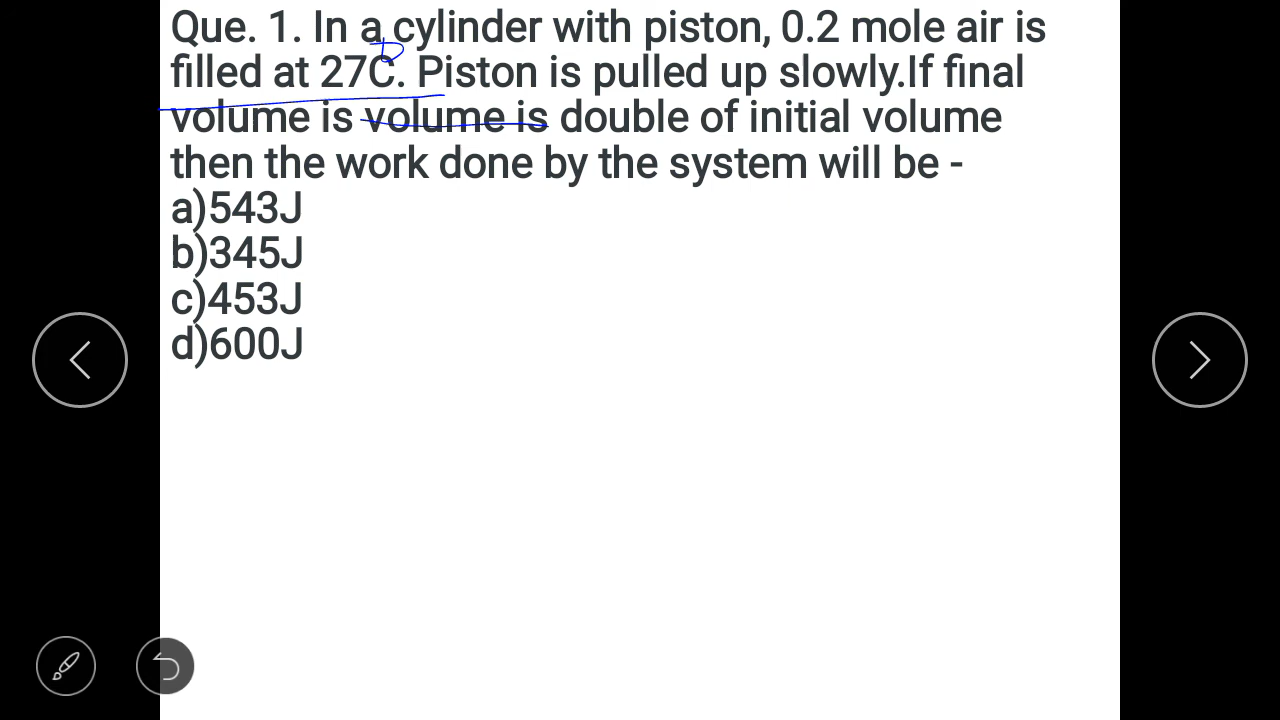 Que. 1. In a cylinder with piston, 0.2 mole air is
filled at 27C. Piston is pulled up slowly.If final
volume is volume is double of initial volume
then the work done by the system will be -
a)543J
b)345J
c)453J
d)600J